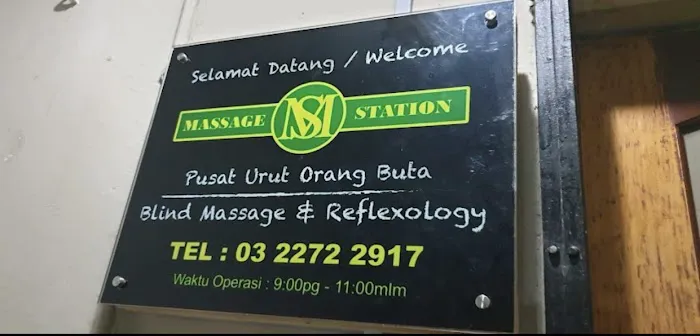 Selamat Datang / Welcome
MASSAGE MS STATION
Pusat Urut Orang Buta
Blind Massage & Reflexology
TEL : 03 2272 2917
Waktu Operasi : 9:00pg - 11:00mlm